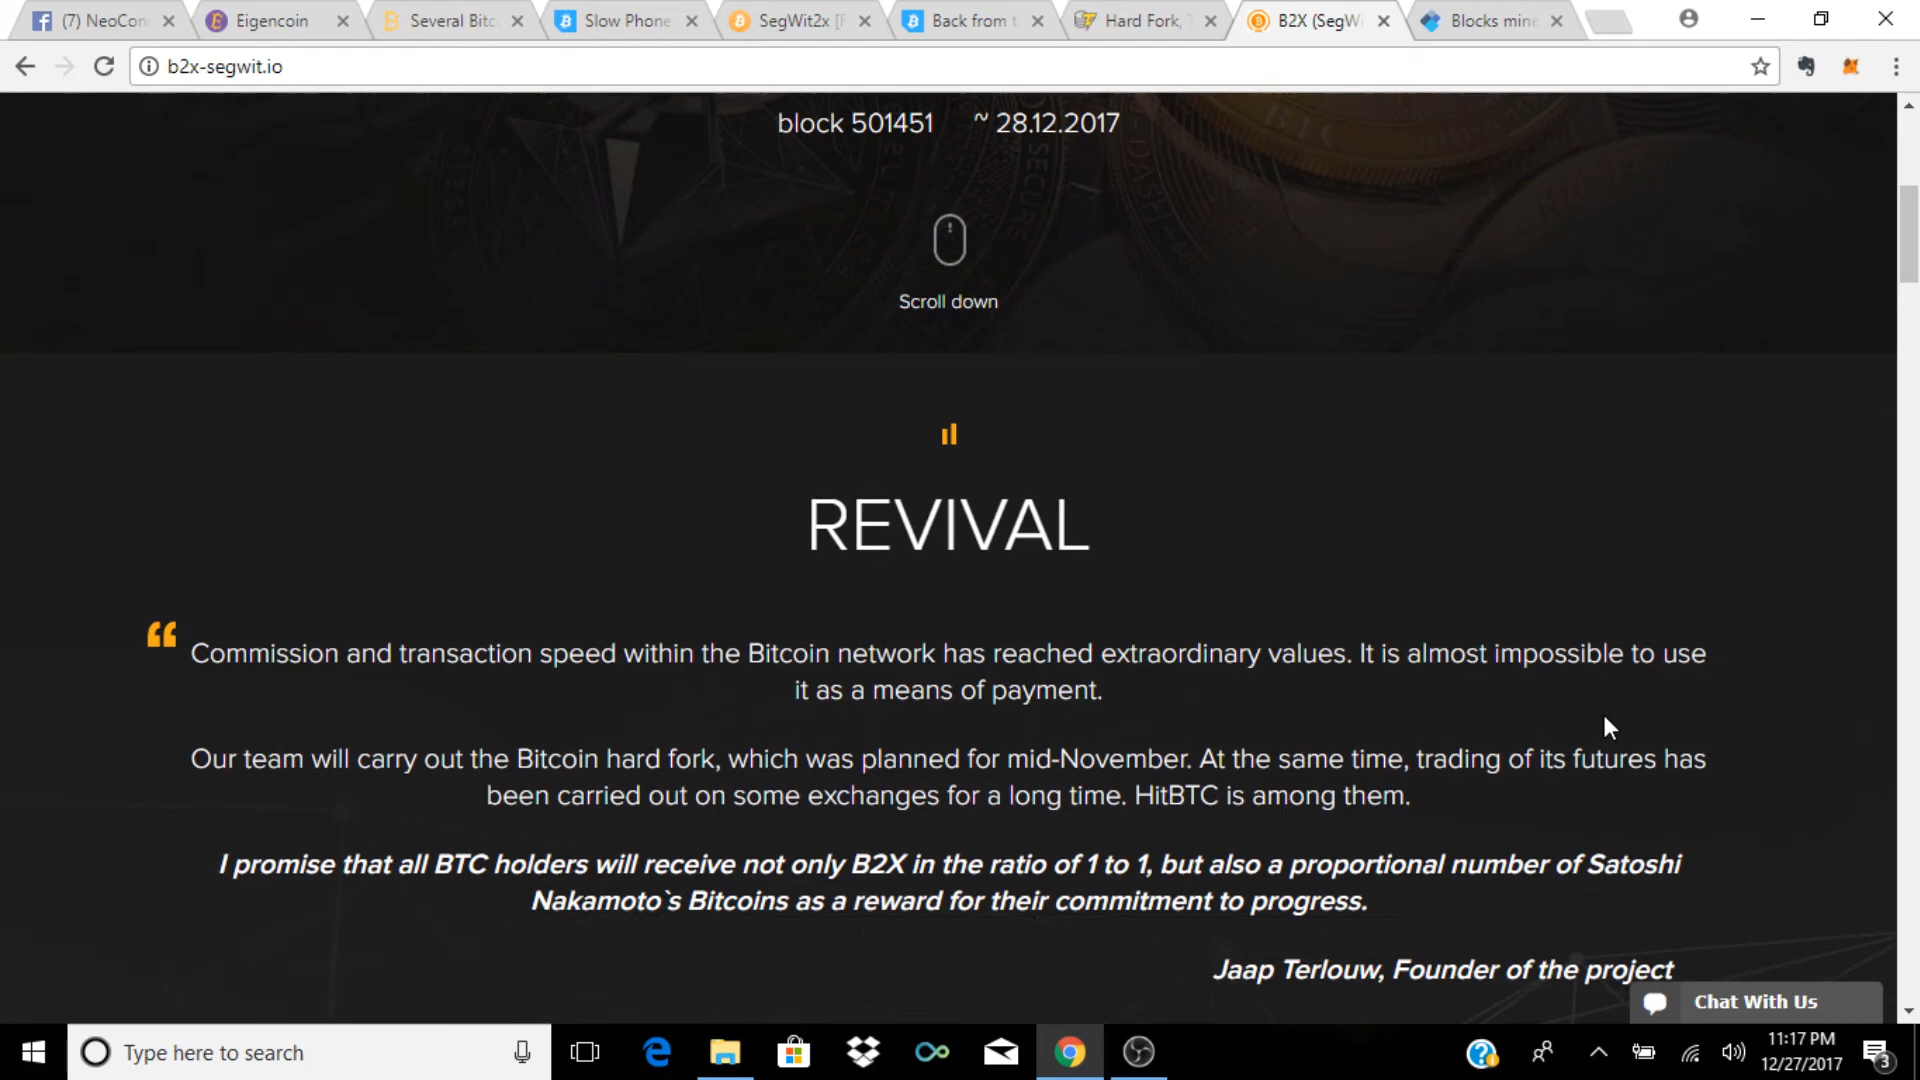 (7) NeoCon
Eigencoin
Several Bitc
Slow Phone
SegWit2x [
Back from t
Hard Fork,
B2X (SegWi
Blocks mine
b2x-segwit.io
block 501451 ~ 28.12.2017
Scroll down
REVIVAL
“ Commission and transaction speed within the Bitcoin network has reached extraordinary values. It is almost impossible to use
it as a means of payment.
Our team will carry out the Bitcoin hard fork, which was planned for mid-November. At the same time, trading of its futures has
been carried out on some exchanges for a long time. HitBTC is among them.
I promise that all BTC holders will receive not only B2X in the ratio of 1 to 1, but also a proportional number of Satoshi
Nakamoto`s Bitcoins as a reward for their commitment to progress.
Jaap Terlouw, Founder of the project
Chat With Us
Type here to search
11:17 PM
12/27/2017
3